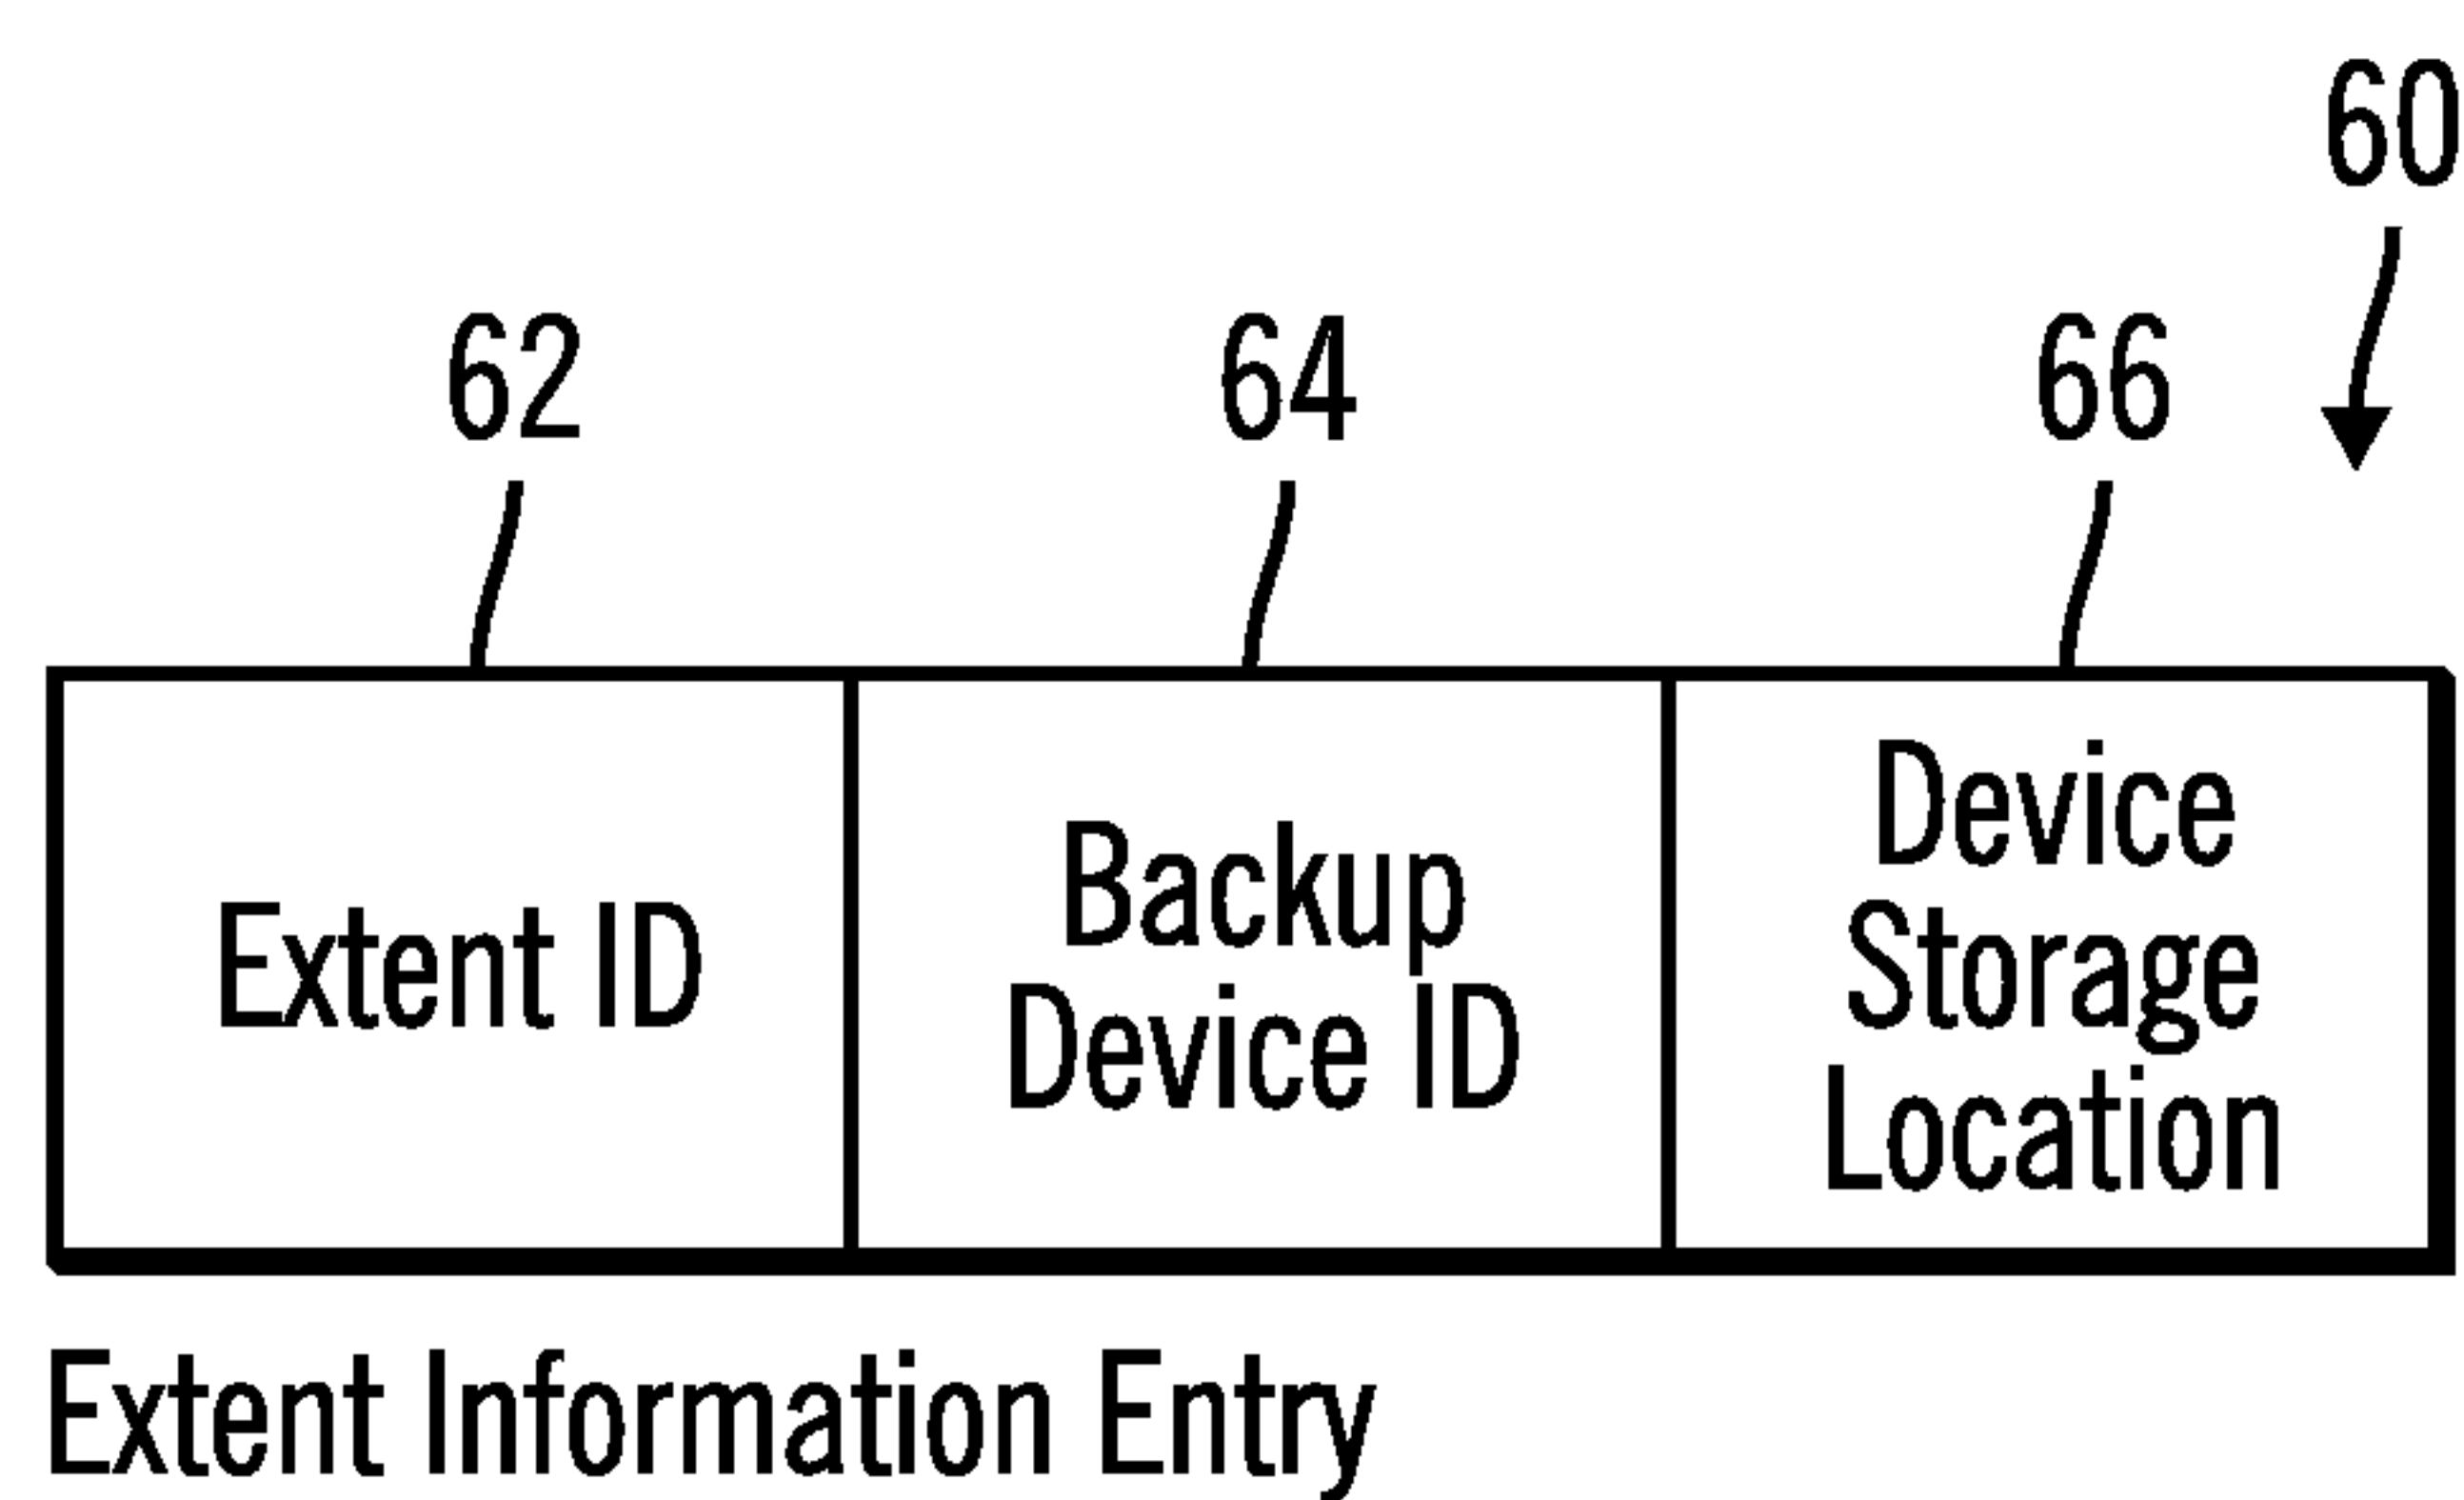 60
62
64
66
Extent ID
Backup
Device ID
Device
Storage
Location
Extent Information Entry